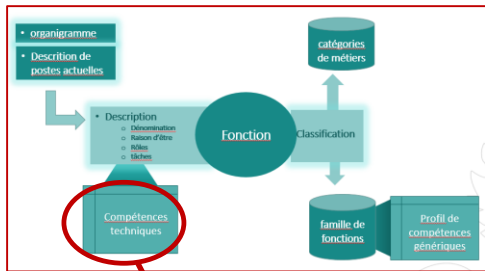 • organigramme
• Descrition de
postes actuelles
catégories
de métiers
• Description
o Dénomination
o Raison d'être
o Rôles
o tâches
Fonction
Classification
Compétences
techniques
famille de
fonctions
Profil de
compétences
génériques